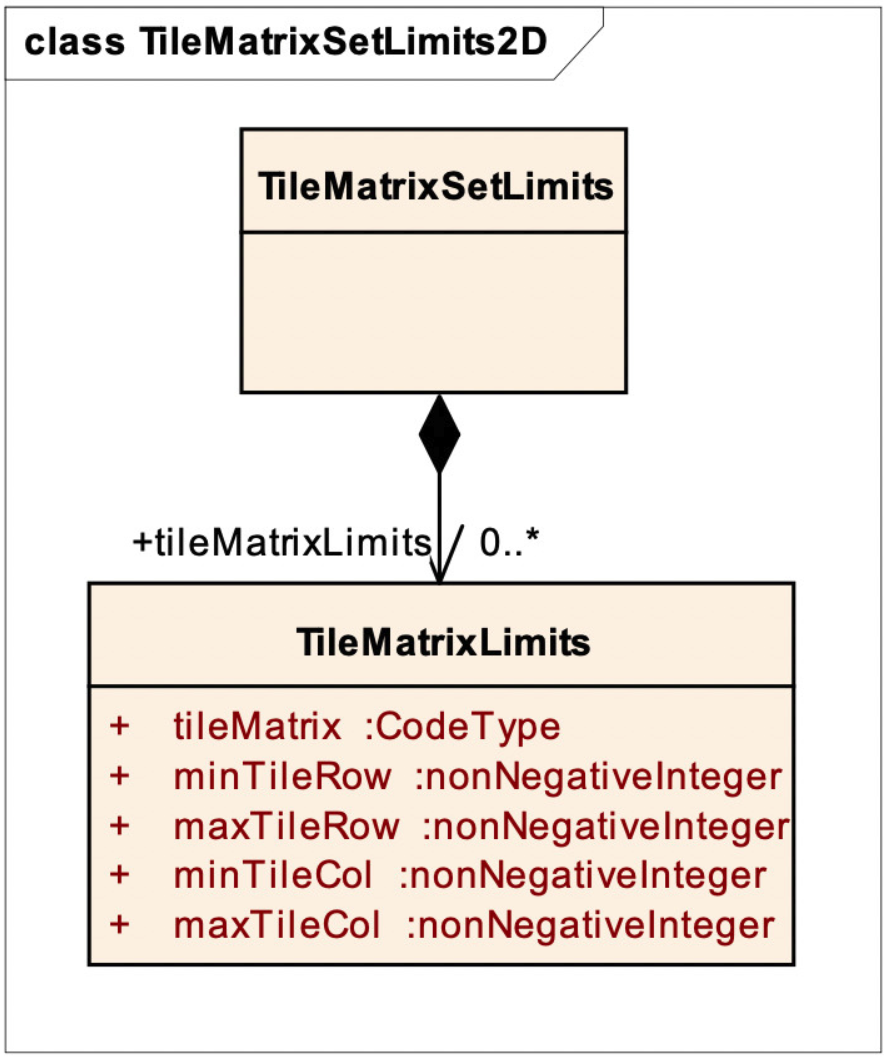 class TileMatrixSetLimits2D
TileMatrixSetLimits
+tileMatrixLimits 0..*
TileMatrixLimits
+ tileMatrix :CodeType
+ minTileRow :nonNegativeInteger
+ maxTileRow :nonNegativeInteger
+ minTileCol :nonNegativeInteger
+ maxTileCol :nonNegativeInteger